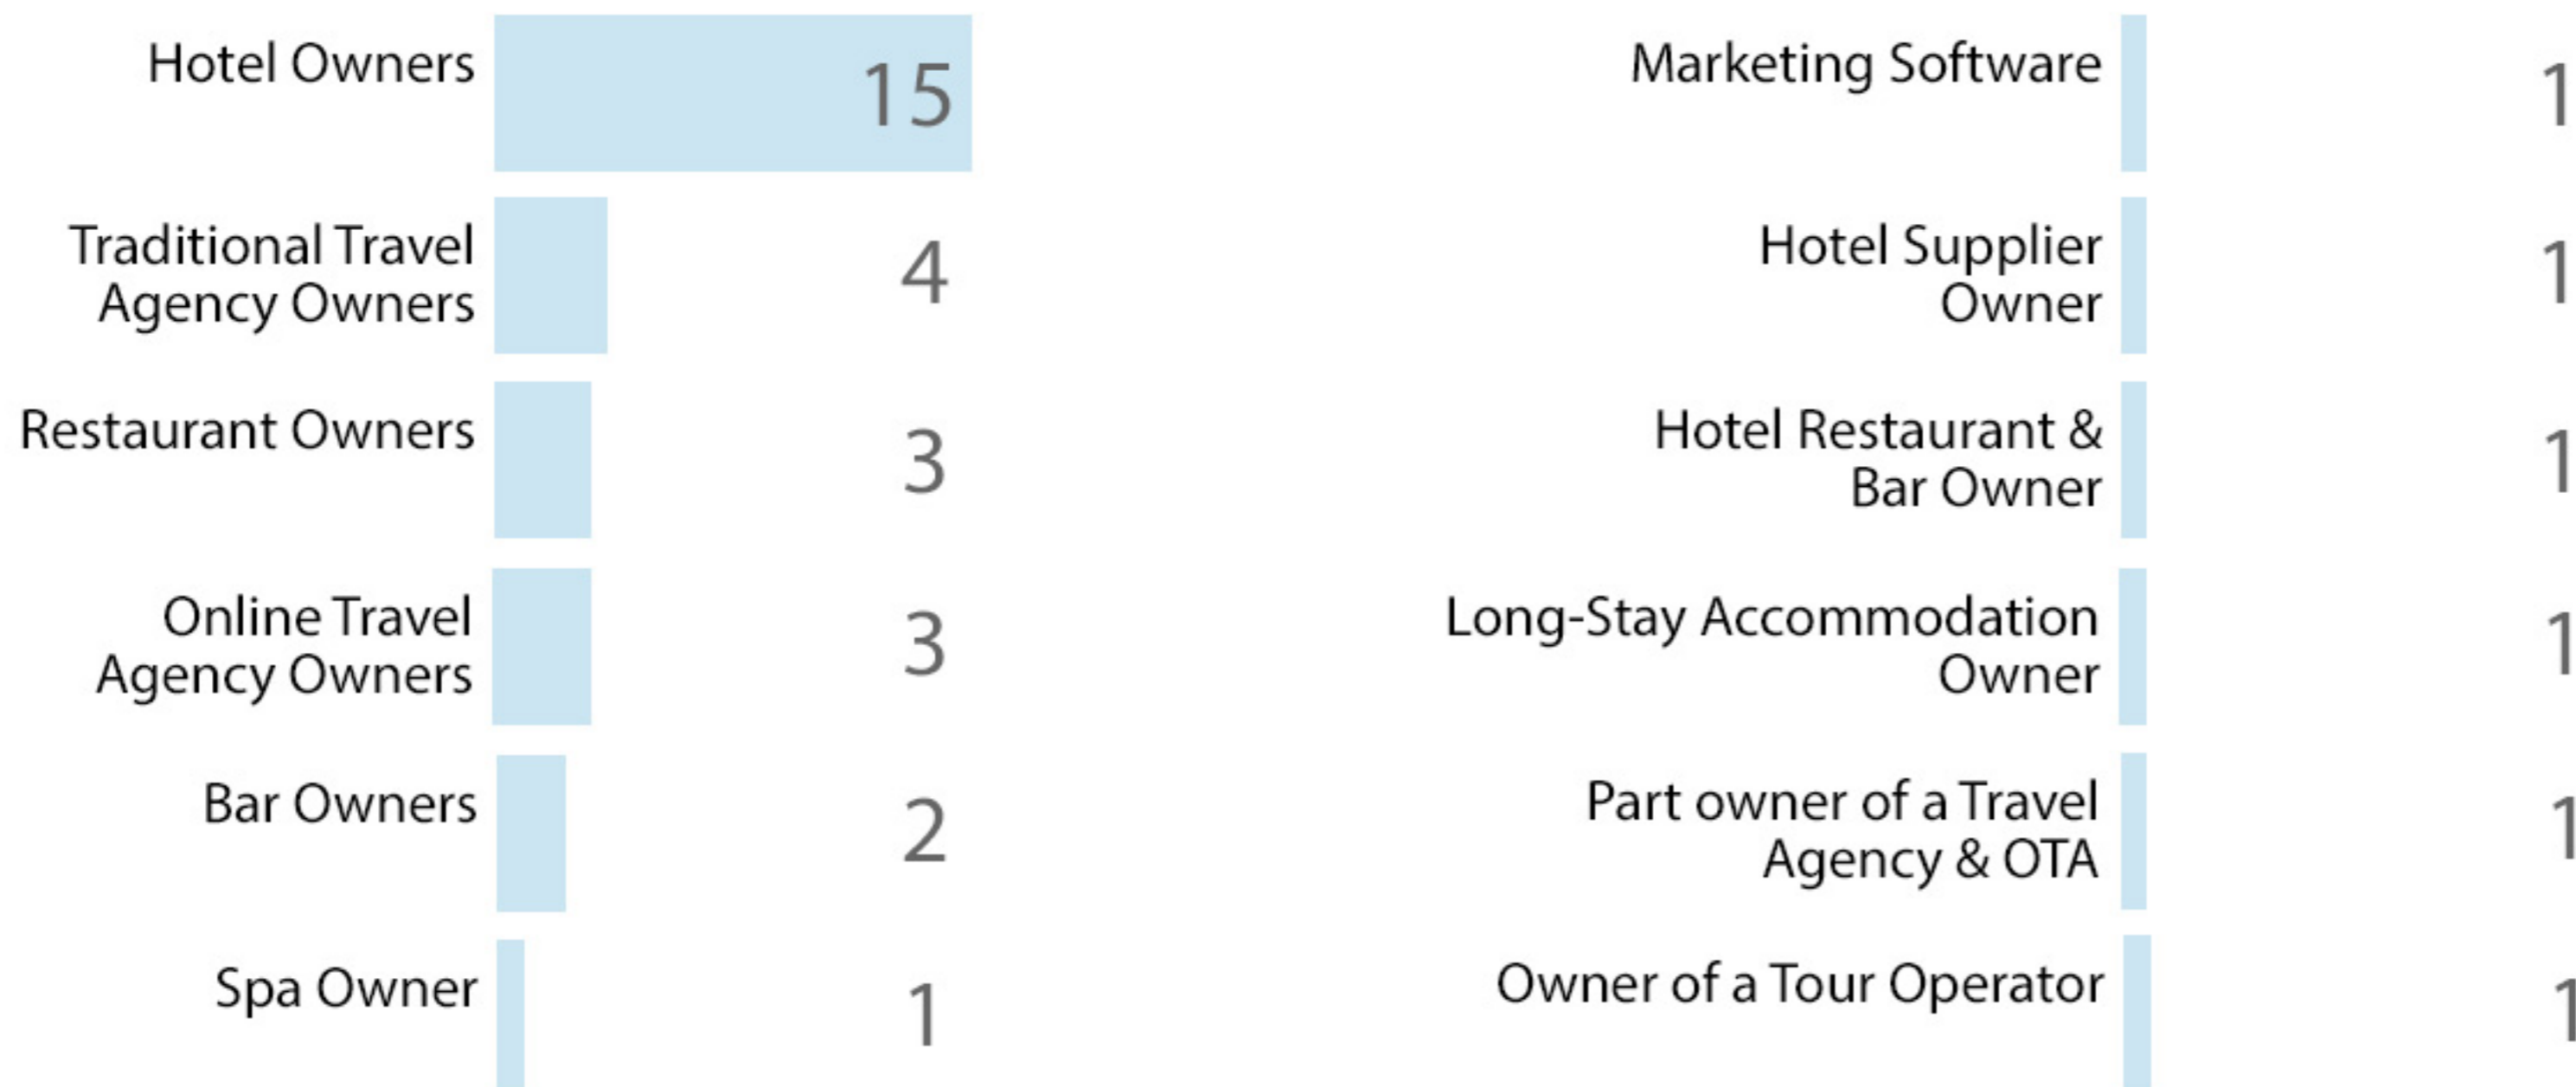 Hotel Owners
15
Traditional Travel
Agency Owners
4
Restaurant Owners
3
Online Travel
Agency Owners
3
Bar Owners
2
Spa Owner
1
Marketing Software
1
Hotel Supplier
Owner
1
Hotel Restaurant &
Bar Owner
1
Long-Stay Accommodation
Owner
1
Part owner of a Travel
Agency & OTA
1
Owner of a Tour Operator
1